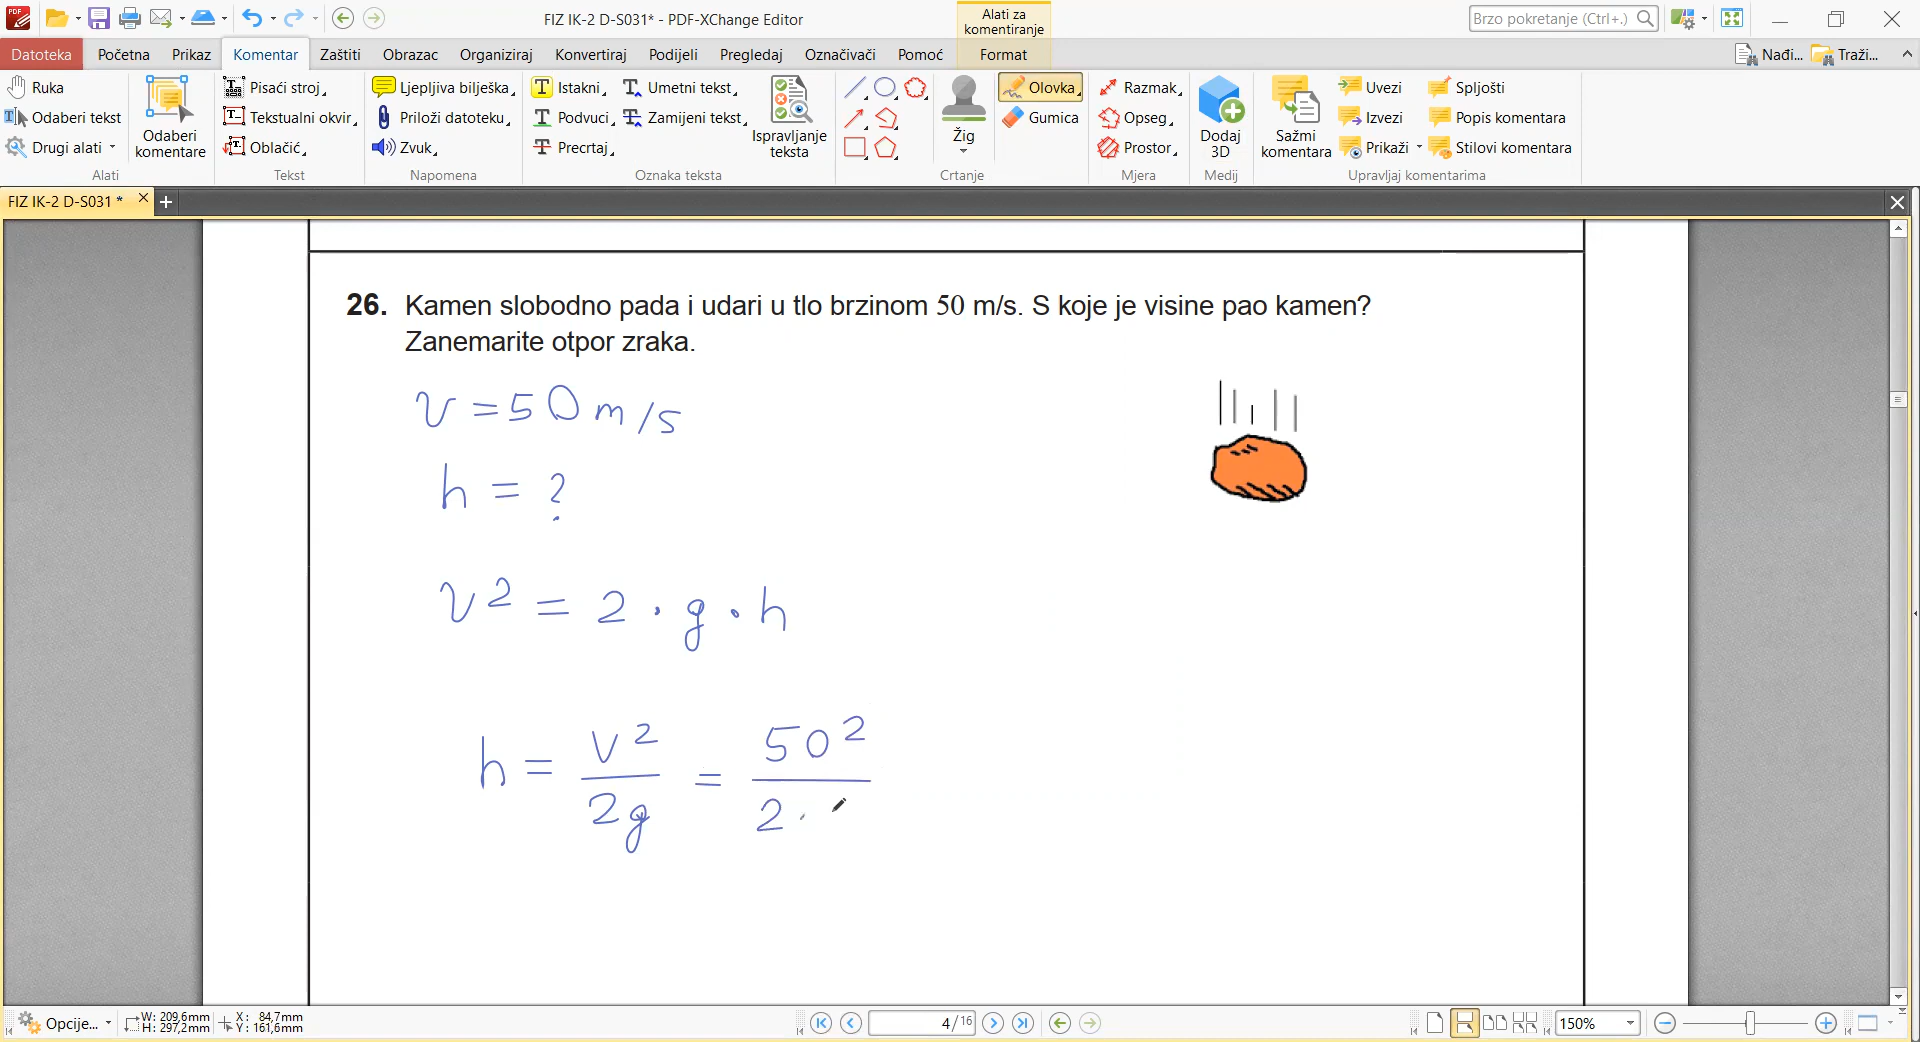 FIZ IK-2 D-S031* - PDF-XChange Editor
Alati za komentiranje
Brzo pokretanje (Ctrl+.)
Datoteka Početna Prikaz Komentar Zaštiti Obrazac Organiziraj Konvertiraj Podijeli Pregledaj Označivači Pomoć Format Nađi... Traži...
Ruka
Odaberi tekst
Drugi alati
Odaberi komentare
Alati
Pisaći stroj
Tekstualni okvir
Oblačić
Tekst
Ljepljiva bilješka
Priloži datoteku
Zvuk
Napomena
Istakni
Podvuci
Precrtaj
Umetni tekst
Zamijeni tekst
Ispravljanje teksta
Oznaka teksta
Žig
Olovka
Gumica
Crtanje
Razmak
Opseg
Prostor
Mjera
Dodaj 3D
Medij
Sažmi komentara
Uvezi
Izvezi
Prikaži
Spljošti
Popis komentara
Stilovi komentara
Upravljaj komentarima
FIZ IK-2 D-S031 *
26. Kamen slobodno pada i udari u tlo brzinom 50 m/s. S koje je visine pao kamen?
Zanemarite otpor zraka.
v = 50 m/s
h = ?
v² = 2 · g · h
h = v²/2g = 50²/2 ·
Opcije...
W: 209,6mm
H: 297,2mm
X: 84,7mm
Y: 161,6mm
4 / 16
150%